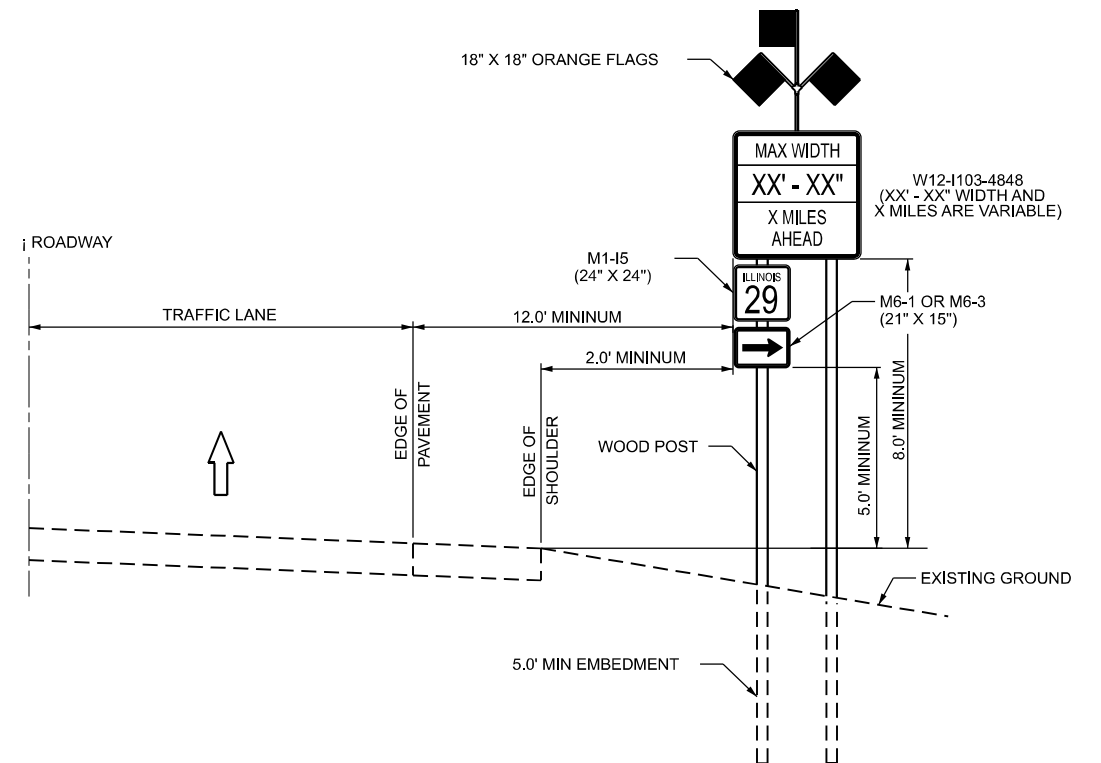 18" X 18" ORANGE FLAGS
MAX WIDTH
XX' - XX"
X MILES
AHEAD
W12-I103-4848
(XX' - XX" WIDTH AND
X MILES ARE VARIABLE)
¡ ROADWAY
M1-I5
(24" X 24")
ILLINOIS
29
M6-1 OR M6-3
(21" X 15")
TRAFFIC LANE
12.0' MININUM
2.0' MININUM
EDGE OF
PAVEMENT
EDGE OF
SHOULDER
WOOD POST
5.0' MININUM
8.0' MININUM
EXISTING GROUND
5.0' MIN EMBEDMENT